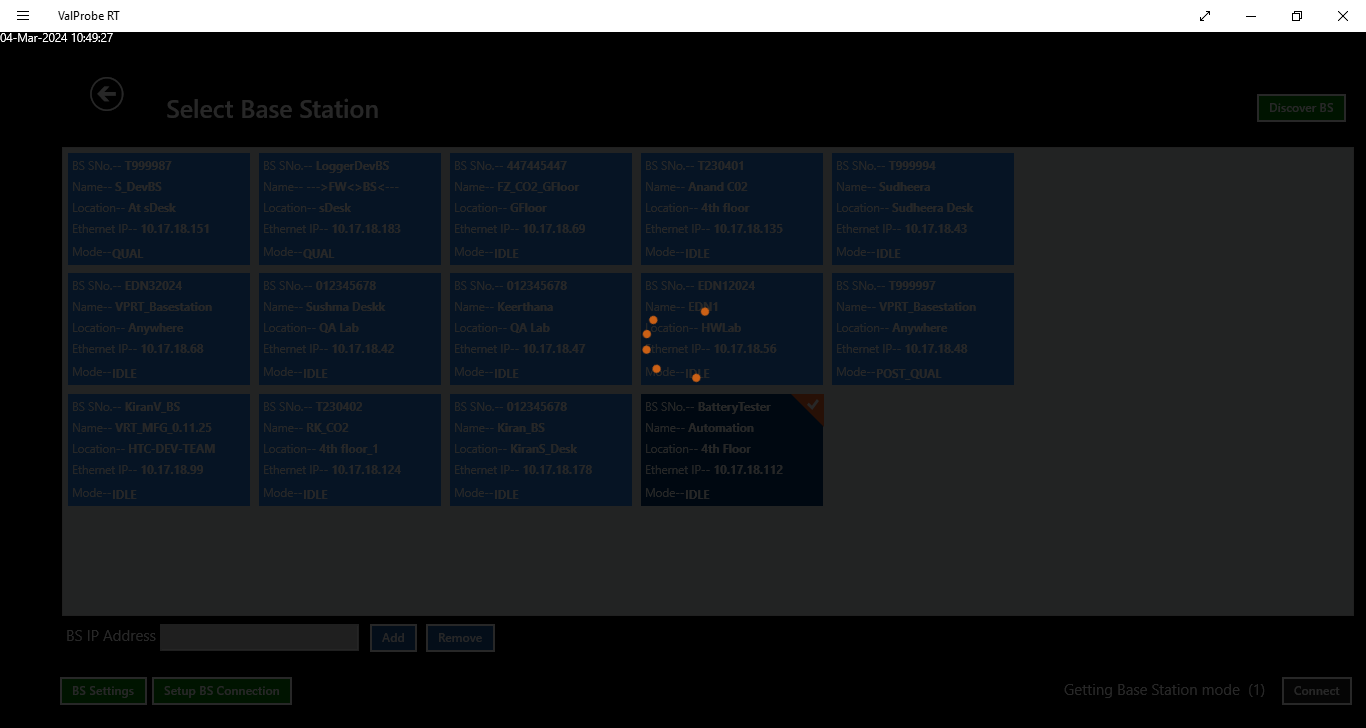 ValProbe RT
04-Mar-2024 10:49:27
Select Base Station
Discover BS
BS SNo.-- T999987
Name-- S_DevBS
Location-- At sDesk
Ethernet IP-- 10.17.18.151
Mode--QUAL
BS SNo.-- LoggerDevBS
Name-- --->FW<>BS<---
Location-- sDesk
Ethernet IP-- 10.17.18.183
Mode--QUAL
BS SNo.-- 447445447
Name-- FZ_CO2_GFloor
Location-- GFloor
Ethernet IP-- 10.17.18.69
Mode--IDLE
BS SNo.-- T230401
Name-- Anand C02
Location-- 4th floor
Ethernet IP-- 10.17.18.135
Mode--IDLE
BS SNo.-- T999994
Name-- Sudheera
Location-- Sudheera Desk
Ethernet IP-- 10.17.18.43
Mode--IDLE
BS SNo.-- EDN32024
Name-- VPRT_Basestation
Location-- Anywhere
Ethernet IP-- 10.17.18.68
Mode--IDLE
BS SNo.-- 012345678
Name-- Sushma Deskk
Location-- QA Lab
Ethernet IP-- 10.17.18.42
Mode--IDLE
BS SNo.-- 012345678
Name-- Keerthana
Location-- QA Lab
Ethernet IP-- 10.17.18.47
Mode--IDLE
BS SNo.-- EDN12024
Name-- EDN1
Location-- HWLab
Ethernet IP-- 10.17.18.56
Mode--IDLE
BS SNo.-- T999997
Name-- VPRT_Basestation
Location-- Anywhere
Ethernet IP-- 10.17.18.48
Mode--POST_QUAL
BS SNo.-- KiranV_BS
Name-- VRT_MFG_0.11.25
Location-- HTC-DEV-TEAM
Ethernet IP-- 10.17.18.99
Mode--IDLE
BS SNo.-- T230402
Name-- RK_CO2
Location-- 4th floor_1
Ethernet IP-- 10.17.18.124
Mode--IDLE
BS SNo.-- 012345678
Name-- Kiran_BS
Location-- KiranS_Desk
Ethernet IP-- 10.17.18.178
Mode--IDLE
BS SNo.-- BatteryTester
Name-- Automation
Location-- 4th Floor
Ethernet IP-- 10.17.18.112
Mode--IDLE
BS IP Address
Add
Remove
BS Settings
Setup BS Connection
Getting Base Station mode (1)
Connect